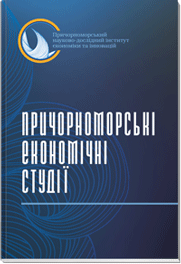 Причорноморський
науково-дослідний інститут
економіки та інновацій
ПРИЧОРНОМОРСЬКІ
ЕКОНОМІЧНІ
СТУДІЇ